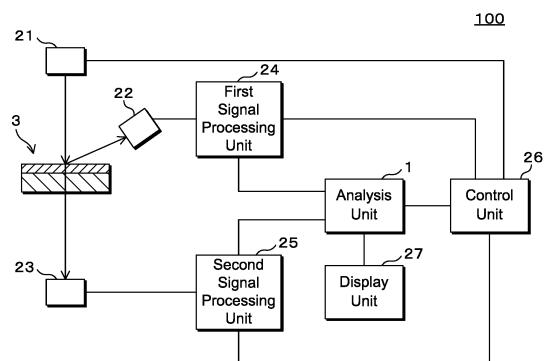 100
21
22
24
First
Signal
Processing
Unit
3
1
Analysis
Unit
26
Control
Unit
25
Second
Signal
Processing
Unit
27
Display
Unit
23